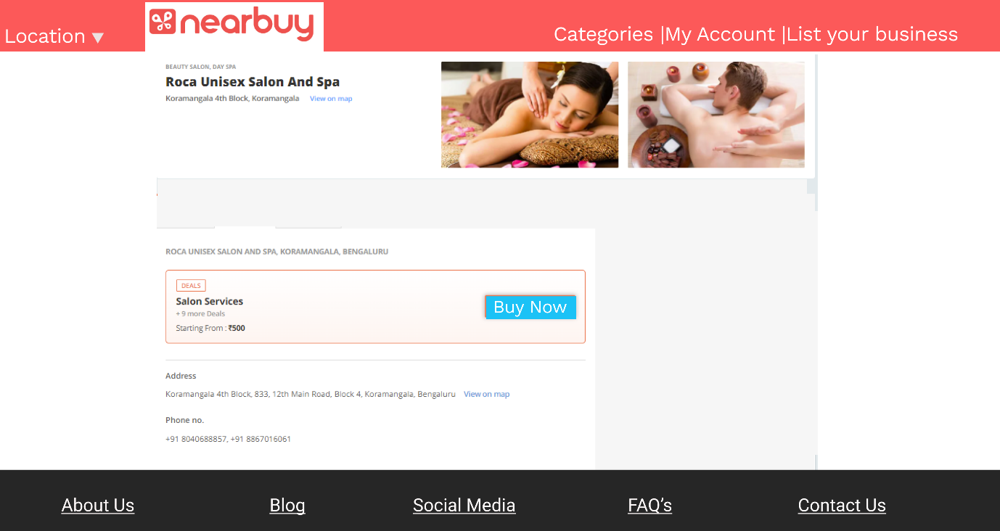 Location ▼
nearbuy
Categories |My Account |List your business
BEAUTY SALON, DAY SPA
Roca Unisex Salon And Spa
Koramangala 4th Block, Koramangala View on map
ROCA UNISEX SALON AND SPA, KORAMANGALA, BENGALURU
DEALS
Salon Services
+ 9 more Deals
Starting From : ₹500
Buy Now
Address
Koramangala 4th Block, 833, 12th Main Road, Block 4, Koramangala, Bengaluru View on map
Phone no.
+91 8040688857, +91 8867016061
About Us Blog Social Media FAQ's Contact Us